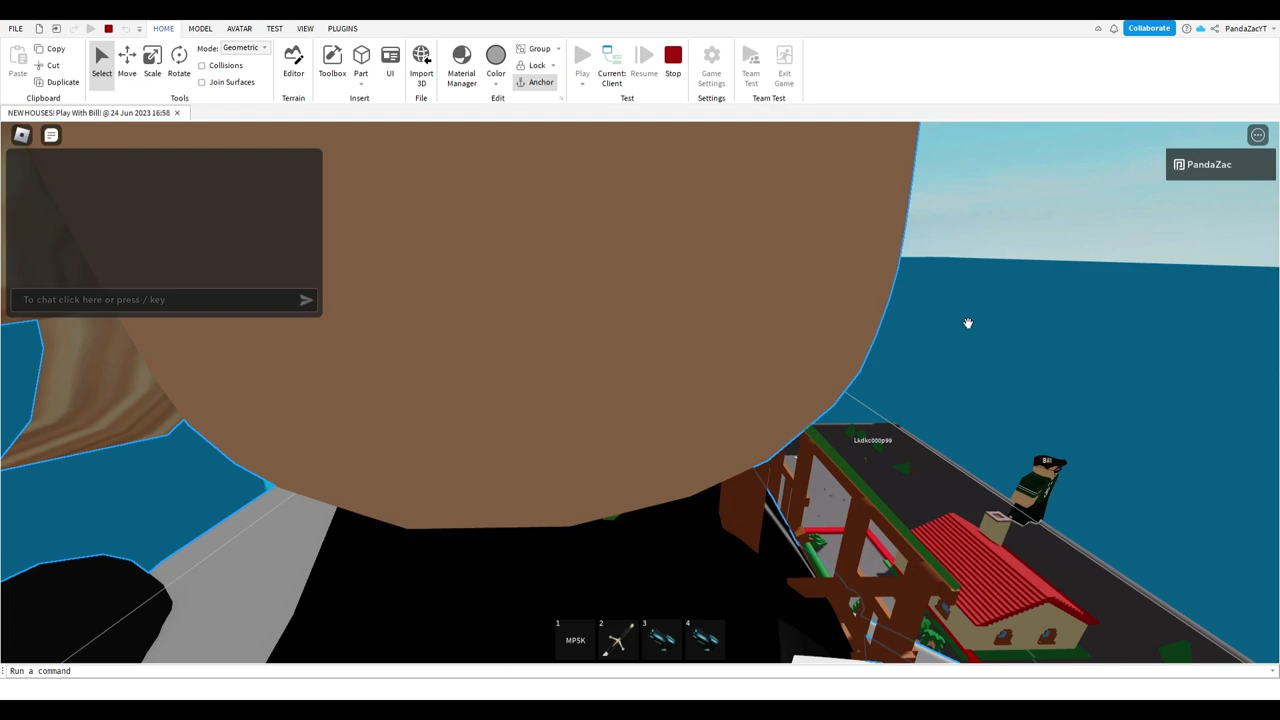 FILE HOME MODEL AVATAR TEST VIEW PLUGINS Collaborate PandaZacYT
Paste
Copy
Cut
Duplicate
Clipboard
Select
Move
Scale
Rotate
Mode: Geometric
Collisions
Join Surfaces
Tools
Editor
Terrain
Toolbox
Part
UI
Insert
Import
3D
File
Material
Manager
Color
Group
Lock
Anchor
Edit
Play
Current:
Client
Resume
Stop
Test
Game
Settings
Settings
Team
Test
Exit
Game
Team Test
NEW HOUSES! Play With Bill! @ 24 Jun 2023 16:58
PandaZac
To chat click here or press / key
Lkdkc000p99
Bill
1 2 3 4
MP5K
Run a command